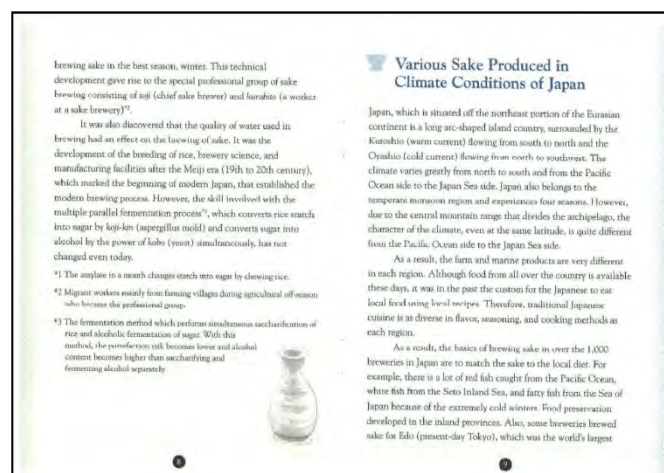 brewing sake in the best season, winter. This technical
development gave rise to the special professional group of sake
brewing consisting of toji (chief sake brewer) and kurabito (a worker
at a sake brewery)*2.
It was also discovered that the quality of water used in
brewing had an effect on the brewing of sake. It was the
development of the breeding of rice, brewery science, and
manufacturing facilities after the Meiji era (19th to 20th century),
which marked the beginning of modern Japan, that established the
modern brewing process. However, the skill involved with the
multiple parallel fermentation process*3, which converts rice starch
into sugar by koji-kin (aspergillus mold) and converts sugar into
alcohol by the power of kobo (yeast) simultaneously, has not
changed even today.
*1 The amylase in a mouth changes starch into sugar by chewing rice.
*2 Migrant workers mainly from farming villages during agricultural off-season
who became the professional group.
*3 The fermentation method which performs simultaneous saccharification of
rice and alcoholic fermentation of sugar. With this
method, the putrefaction risk becomes lower and alcohol
content becomes higher than saccharifying and
fermenting alcohol separately.
8
Various Sake Produced in
Climate Conditions of Japan
Japan, which is situated off the northeast portion of the Eurasian
continent is a long arc-shaped island country, surrounded by the
Kuroshio (warm current) flowing from south to north and the
Oyashio (cold current) flowing from north to southwest. The
climate varies greatly from north to south and from the Pacific
Ocean side to the Japan Sea side. Japan also belongs to the
temperate monsoon region and experiences four seasons. However,
due to the central mountain range that divides the archipelago, the
character of the climate, even at the same latitude, is quite different
from the Pacific Ocean side to the Japan Sea side.
As a result, the farm and marine products are very different
in each region. Although food from all over the country is available
these days, it was in the past the custom for the Japanese to eat
local food using local recipes. Therefore, traditional Japanese
cuisine is as diverse in flavor, seasoning, and cooking methods as
each region.
As a result, the basics of brewing sake in over the 1,000
breweries in Japan are to match the sake to the local diet. For
example, there is a lot of red fish caught from the Pacific Ocean,
white fish from the Seto Inland Sea, and fatty fish from the Sea of
Japan because of the extremely cold winters. Food preservation
developed in the inland provinces. Also, some breweries brewed
sake for Edo (present-day Tokyo), which was the world's largest
9